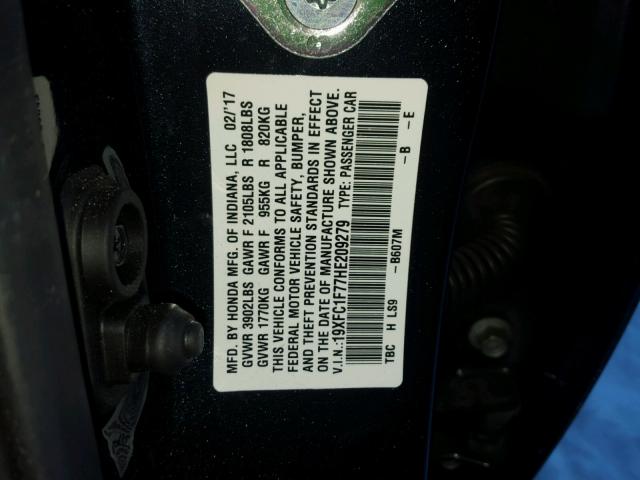 MFD. BY HONDA MFG. OF INDIANA, LLC 02/'17
GVWR 3902LBS GAWR F 2105LBS R 1808LBS
GVWR 1770KG GAWR F 955KG R 820KG
THIS VEHICLE CONFORMS TO ALL APPLICABLE
FEDERAL MOTOR VEHICLE SAFETY, BUMPER,
AND THEFT PREVENTION STANDARDS IN EFFECT
ON THE DATE OF MANUFACTURE SHOWN ABOVE.
V.I.N.:19XFC1F77HE209279 TYPE: PASSENGER CAR
TBC H LS9 -B607M -B -E